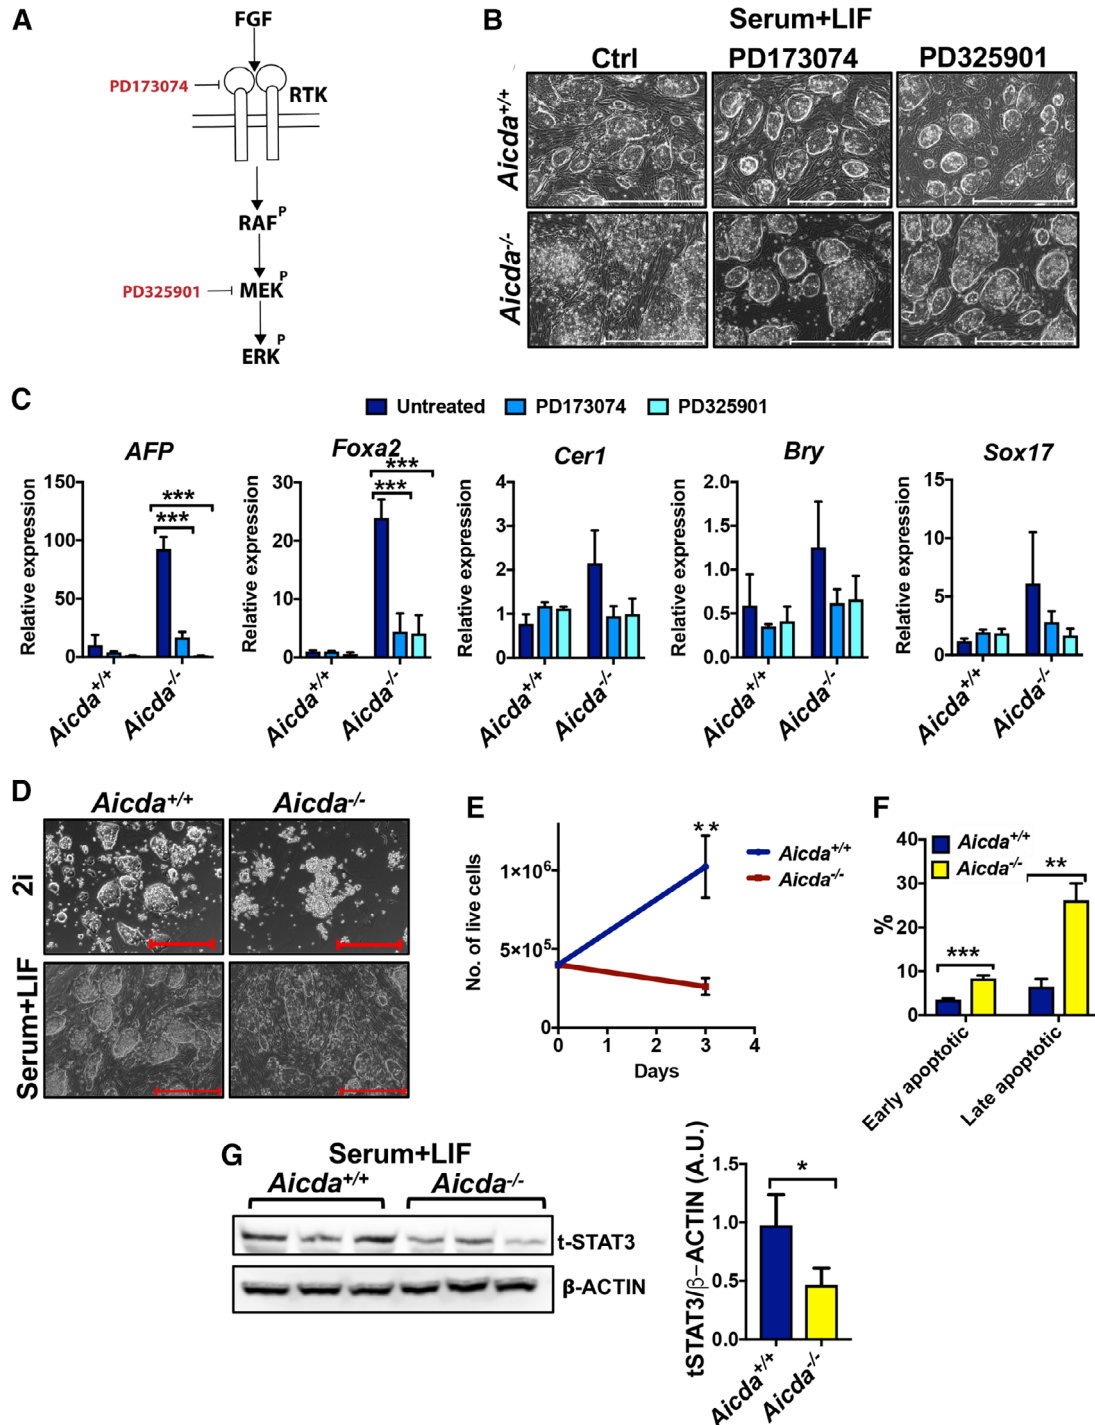 A
FGF
PD173074
RTK
RAF P
PD325901
MEK P
ERK P
B
Serum+LIF
Ctrl PD173074 PD325901
Aicda+/+
Aicda-/-
C
Untreated PD173074 PD325901
AFP
Relative expression
150
100
50
0
***
***
Aicda+/+
Aicda-/-
Foxa2
Relative expression
30
20
10
0
***
***
Aicda+/+
Aicda-/-
Cer1
Relative expression
4
3
2
1
0
Aicda+/+
Aicda-/-
Bry
Relative expression
2.0
1.5
1.0
0.5
0.0
Aicda+/+
Aicda-/-
Sox17
Relative expression
15
10
5
0
Aicda+/+
Aicda-/-
D
Aicda+/+ Aicda-/-
2i
Serum+LIF
E
No. of live cells
1×10⁶
5×10⁵
0
**
Aicda+/+
Aicda-/-
0 1 2 3 4
Days
F
%
40
30
20
10
0
Aicda+/+
Aicda-/-
***
**
Early apoptotic
Late apoptotic
G
Serum+LIF
Aicda+/+ Aicda-/-
t-STAT3
β-ACTIN
tSTAT3/β-ACTIN (A.U.)
1.5
1.0
0.5
0.0
*
Aicda+/+
Aicda-/-